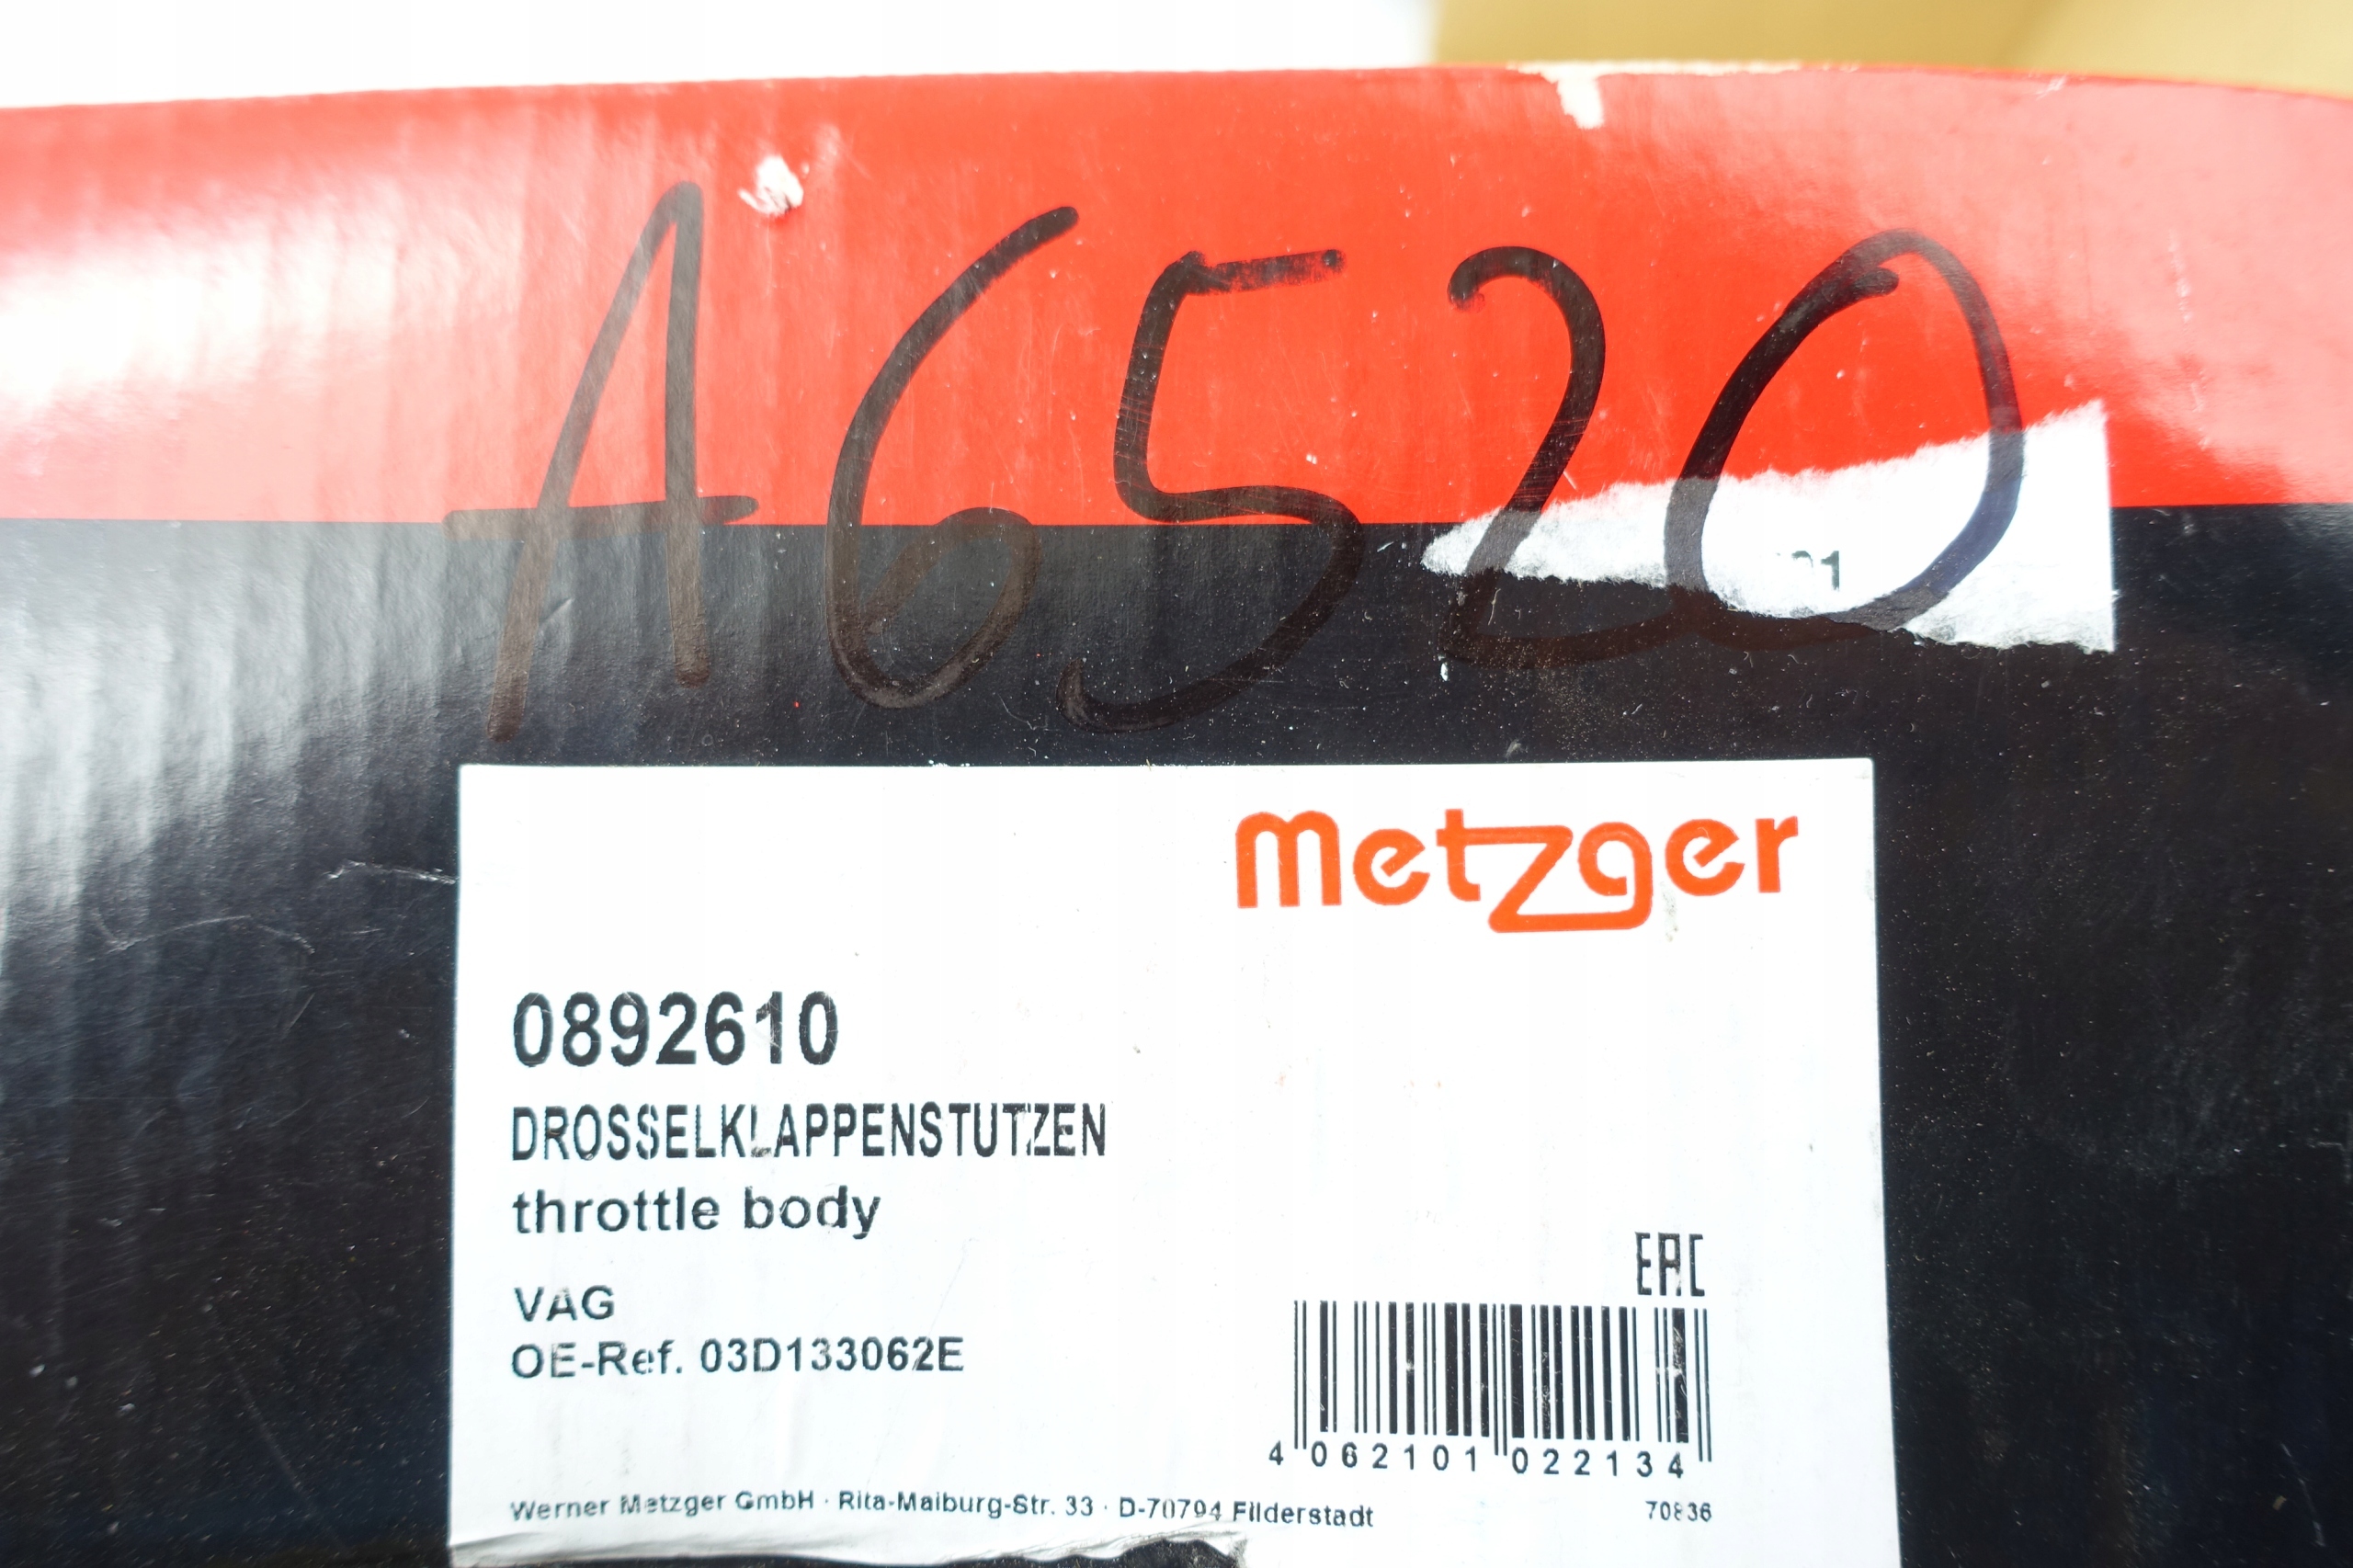 A6520
metzger
0892610
DROSSELKLAPPENSTUTZEN
throttle body
EAC
VAG
OE-Ref. 03D133062E
4 062101 022134
Werner Metzger GmbH · Rita-Maiburg-Str. 33 · D-70794 Filderstadt
70836